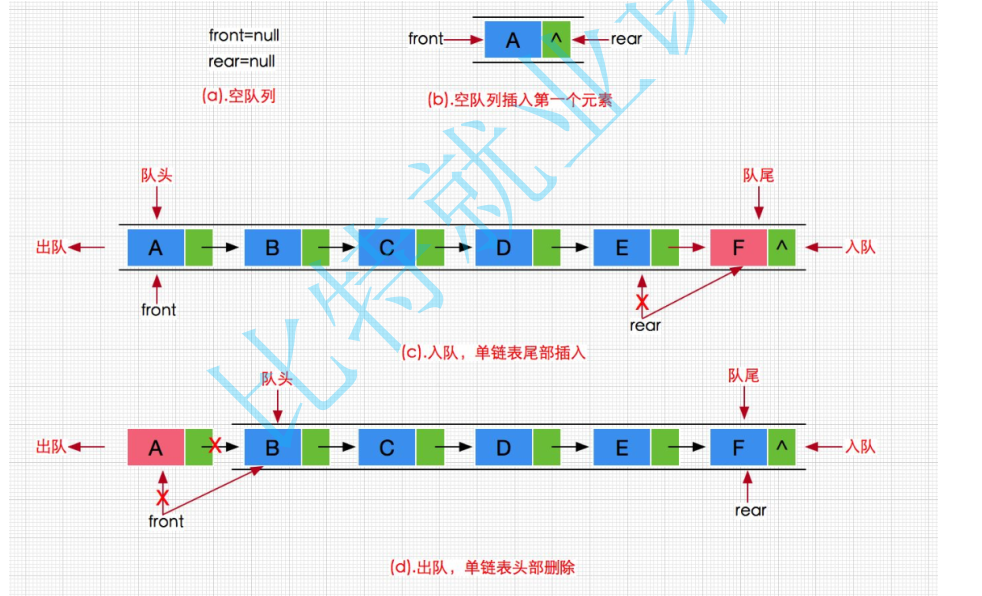 front=null
rear=null
(a).空队列
front A ^ rear
(b).空队列插入第一个元素
队头 队尾
出队 A B C D E F ^ 入队
front
rear
(c).入队，单链表尾部插入
队头 队尾
出队 A B C D E F ^ 入队
front
rear
(d).出队，单链表头部删除
比特就业课